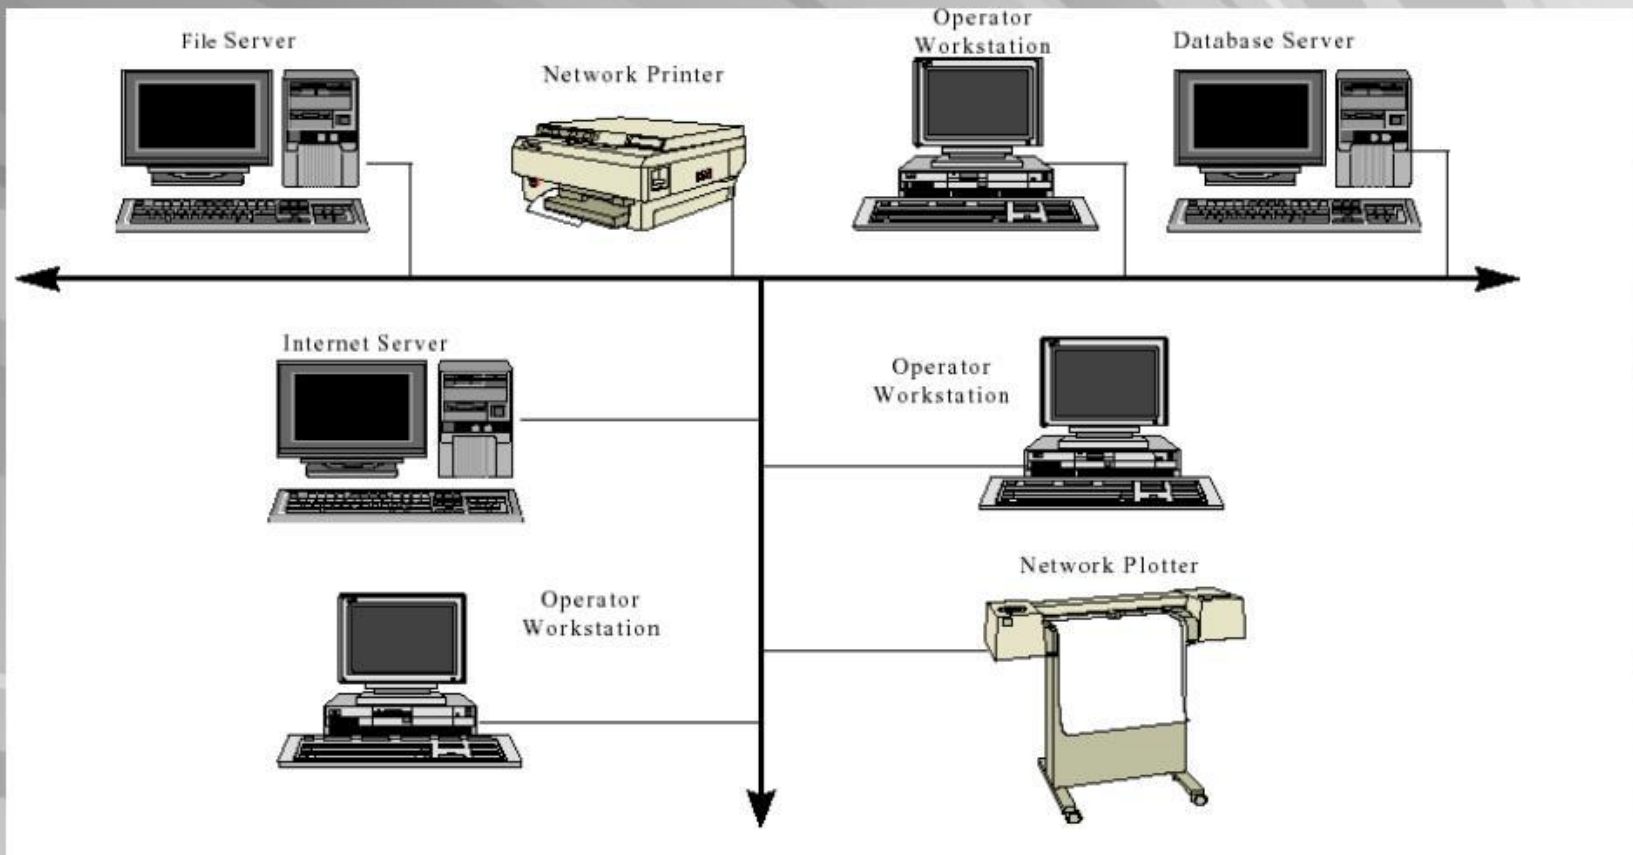 File Server
Network Printer
Operator
Workstation
Database Server
Internet Server
Operator
Workstation
Operator
Workstation
Network Plotter